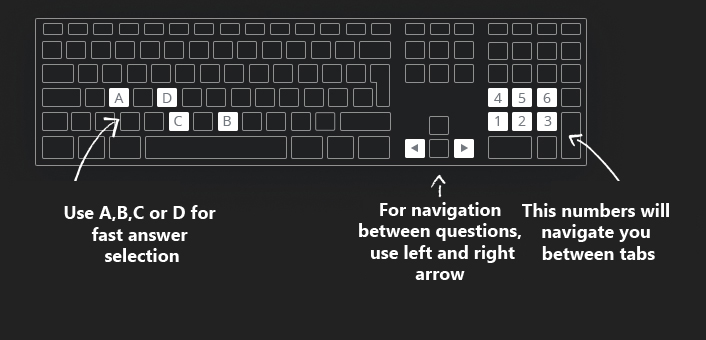 A D 4 5 6
C B 1 2 3
Use A,B,C or D for
fast answer
selection
For navigation
between questions,
use left and right
arrow
This numbers will
navigate you
between tabs